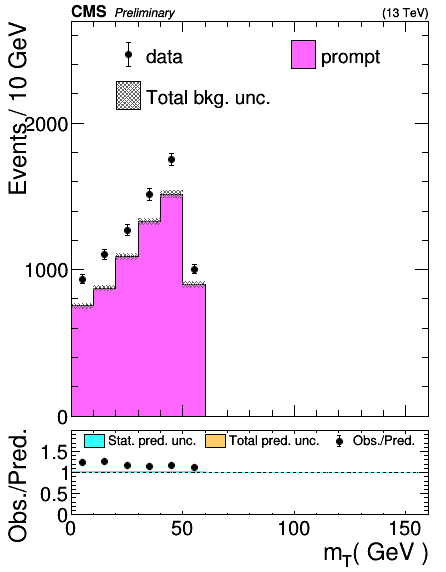 CMS Preliminary (13 TeV)
Events / 10 GeV
data
prompt
Total bkg. unc.
2000
1000
0
Obs./Pred.
Stat. pred. unc.
Total pred. unc.
Obs./Pred.
1.5
1
0.5
0
0 50 100 150
m_T( GeV )